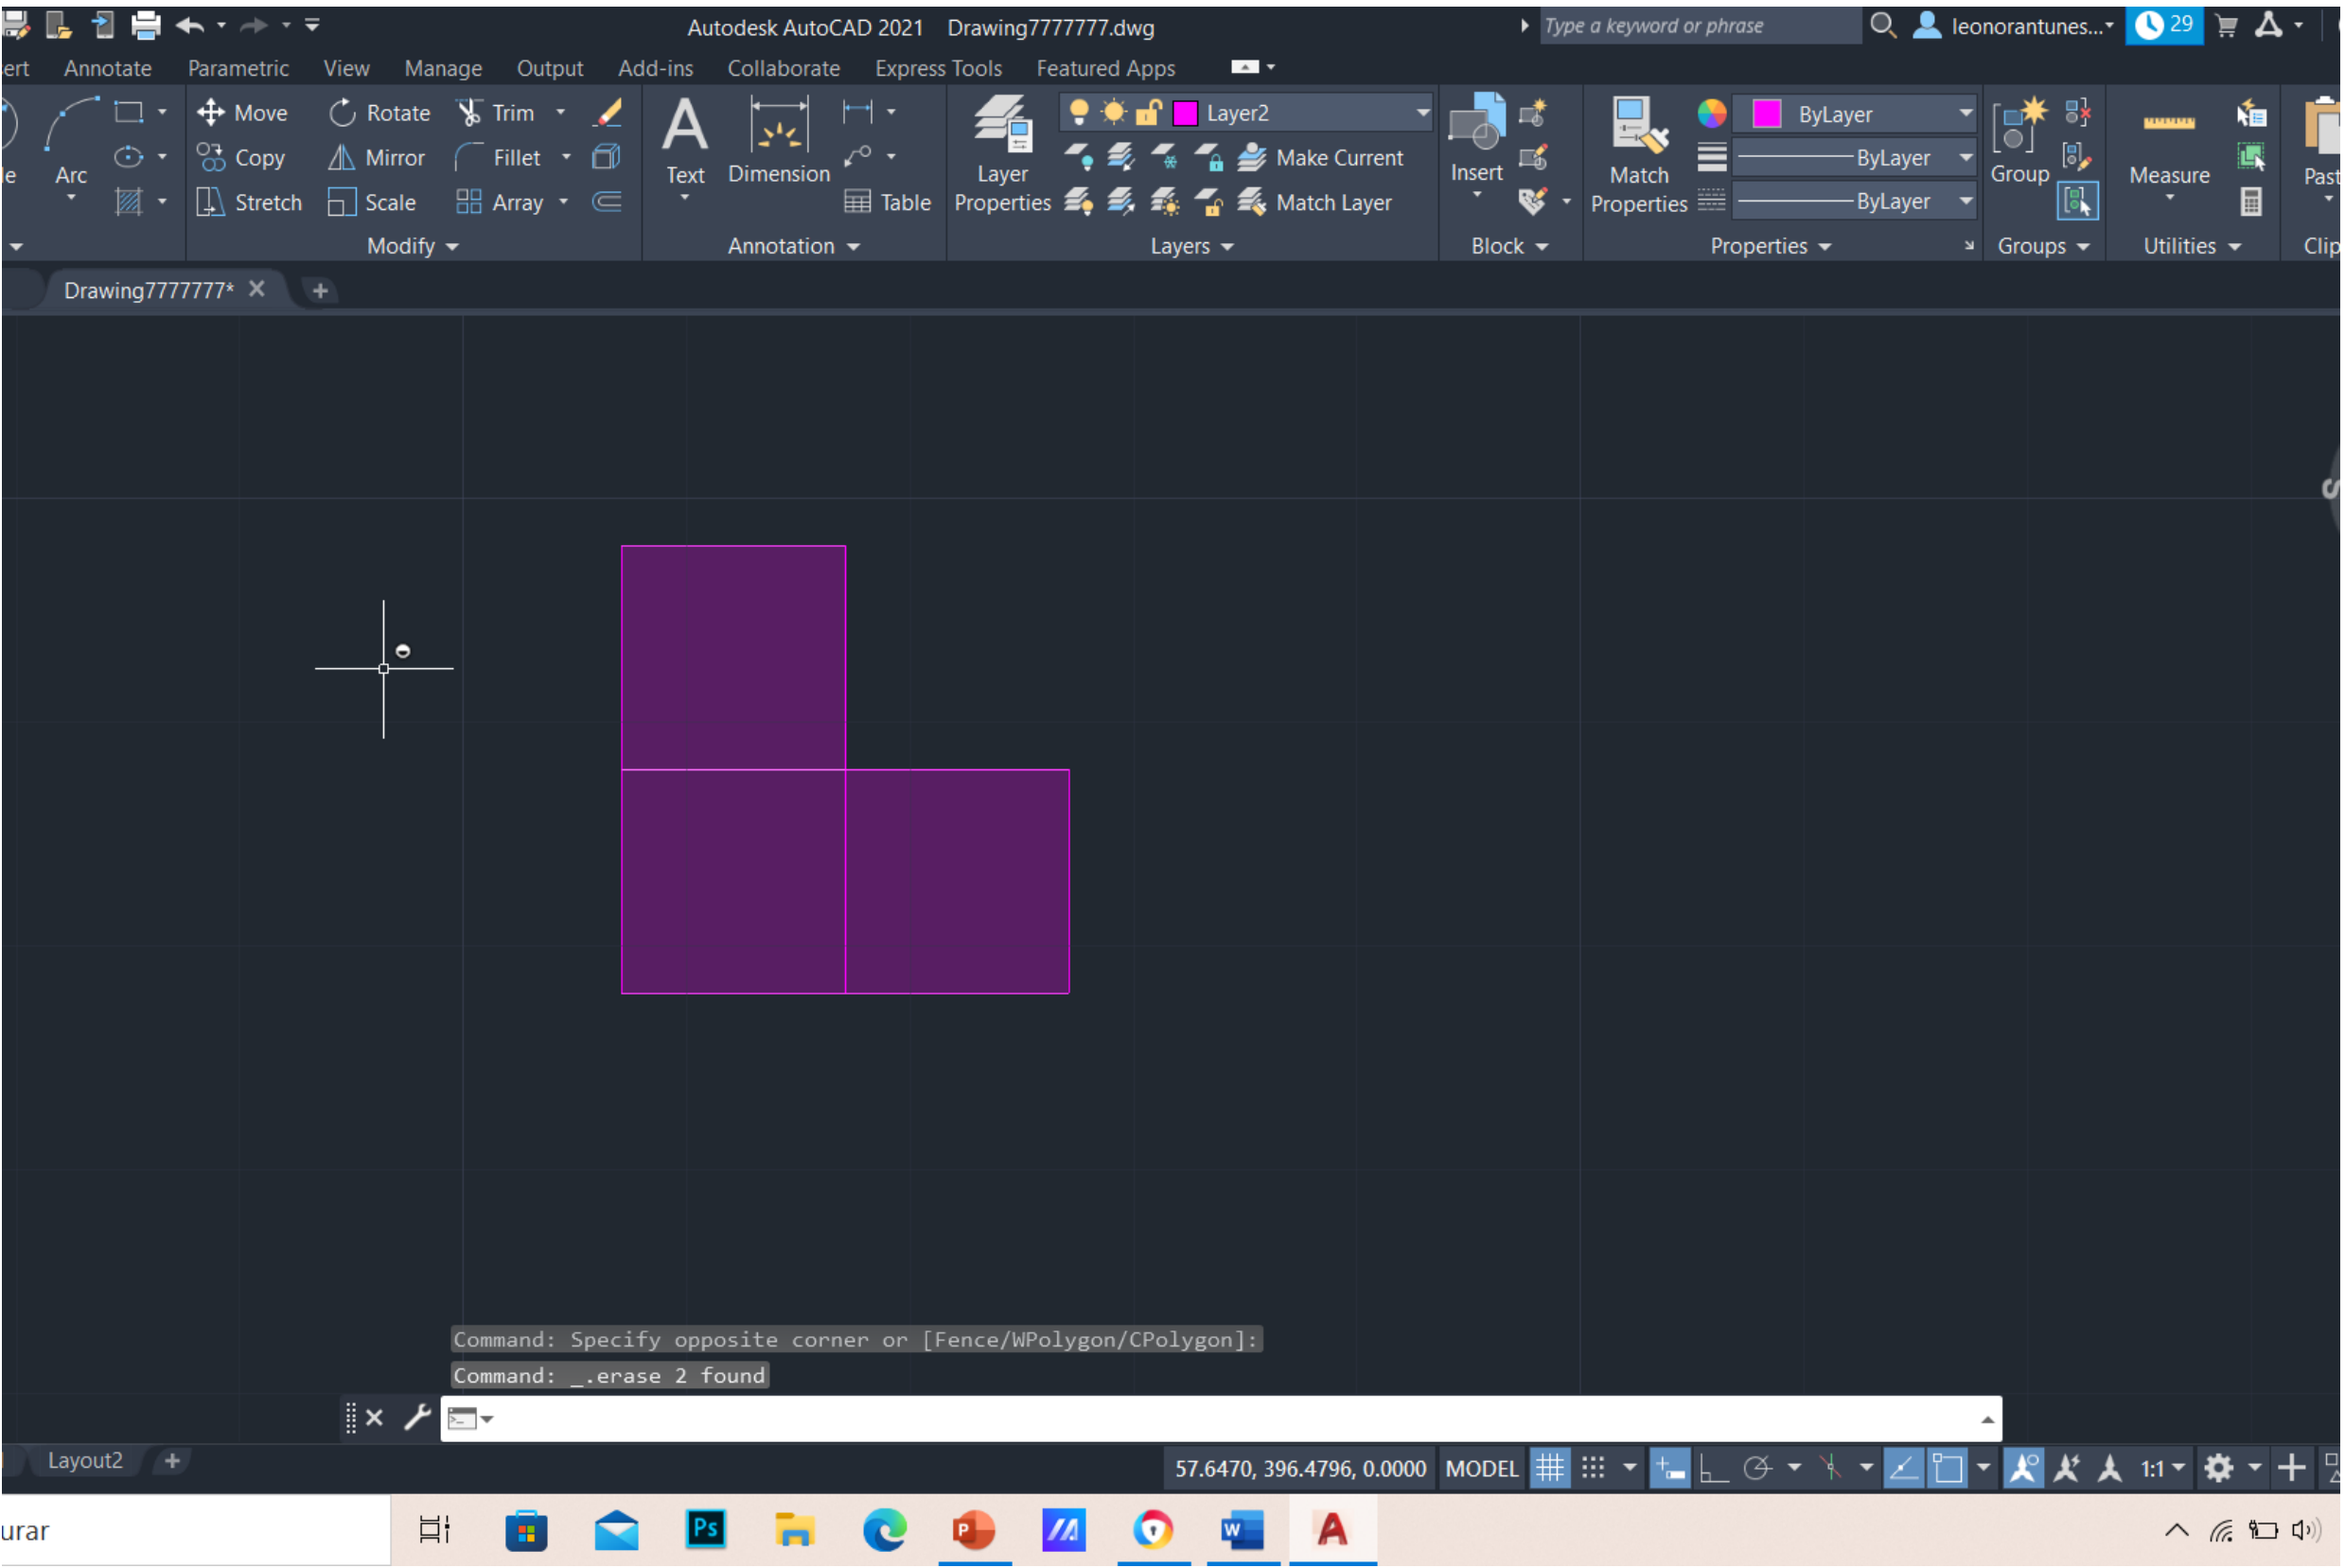 Autodesk AutoCAD 2021 Drawing7777777.dwg Type a keyword or phrase leonorantunes... 29
ert Annotate Parametric View Manage Output Add-ins Collaborate Express Tools Featured Apps
Move Rotate Trim Layer2 ByLayer
le Arc Copy Mirror Fillet Text Dimension Layer Make Current Insert Match ByLayer Group Measure Past
Stretch Scale Array Table Properties Match Layer Properties ByLayer
Modify Annotation Layers Block Properties Groups Utilities Clip
Drawing7777777*
S
Command: Specify opposite corner or [Fence/WPolygon/CPolygon]:
Command: _.erase 2 found
Layout2 57.6470, 396.4796, 0.0000 MODEL 1:1
urar Ps P W A